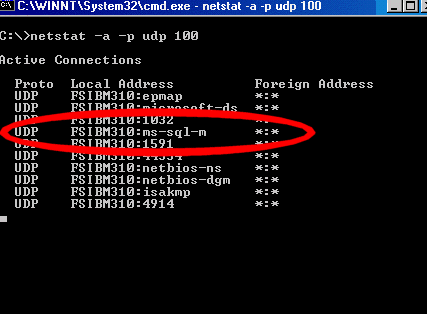 C:\WINNT\System32\cmd.exe - netstat -a -p udp 100
C:\>netstat -a -p udp 100
Active Connections
Proto Local Address Foreign Address
UDP FSIBM310:epmap *:*
UDP FSIBM310:microsoft-ds *:*
UDP FSIBM310:1032 *:*
UDP FSIBM310:ms-sql-m *:*
UDP FSIBM310:1591 *:*
UDP FSIBM310:44334 *:*
UDP FSIBM310:netbios-ns *:*
UDP FSIBM310:netbios-dgm *:*
UDP FSIBM310:isakmp *:*
UDP FSIBM310:4914 *:*